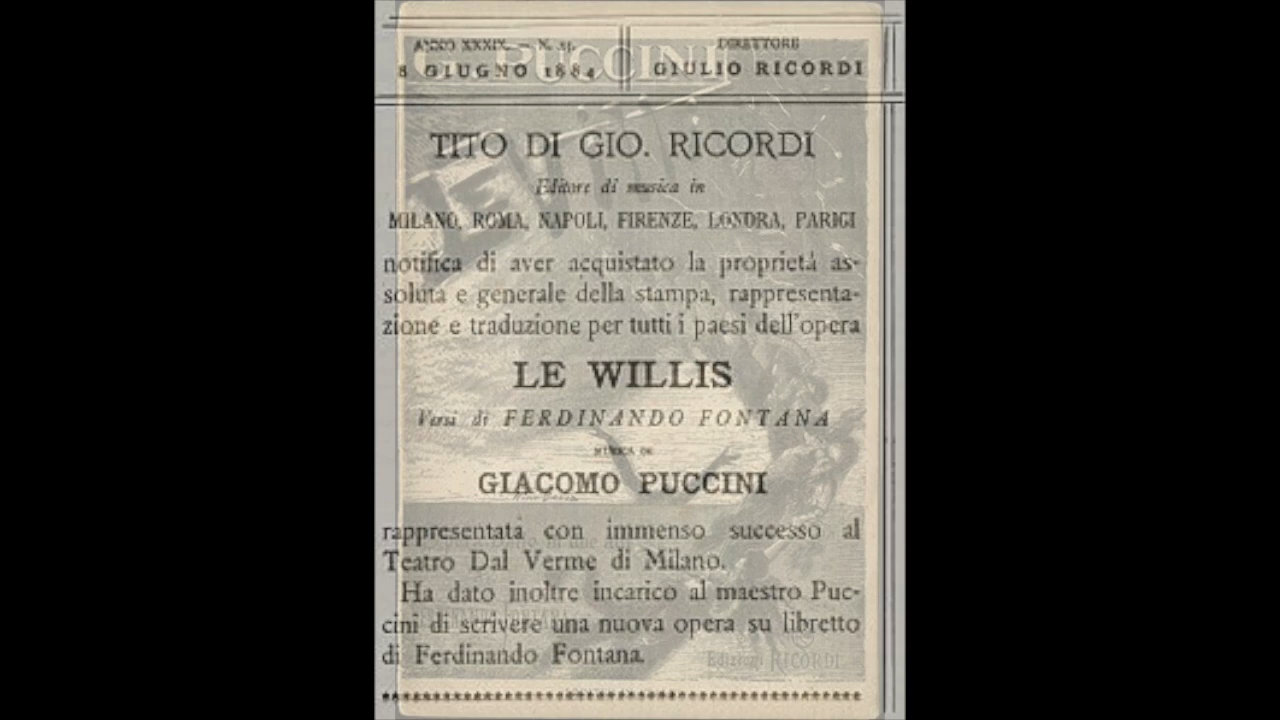 ANNO XXXIX. — N. 23. DIRETTORE
8 GIUGNO 1884 GIULIO RICORDI
G. PUCCINI
TITO DI GIO. RICORDI
Editore di musica in
MILANO, ROMA, NAPOLI, FIRENZE, LONDRA, PARIGI
notifica di aver acquistato la proprietà as-
soluta e generale della stampa, rappresenta-
zione e traduzione per tutti i paesi dell'opera
LE WILLIS
Versi di FERDINANDO FONTANA
MUSICA DI
GIACOMO PUCCINI
rappresentata con immenso successo al
Teatro Dal Verme di Milano.
Ha dato inoltre incarico al maestro Puc-
cini di scrivere una nuova opera su libretto
di Ferdinando Fontana.
Edizioni RICORDI